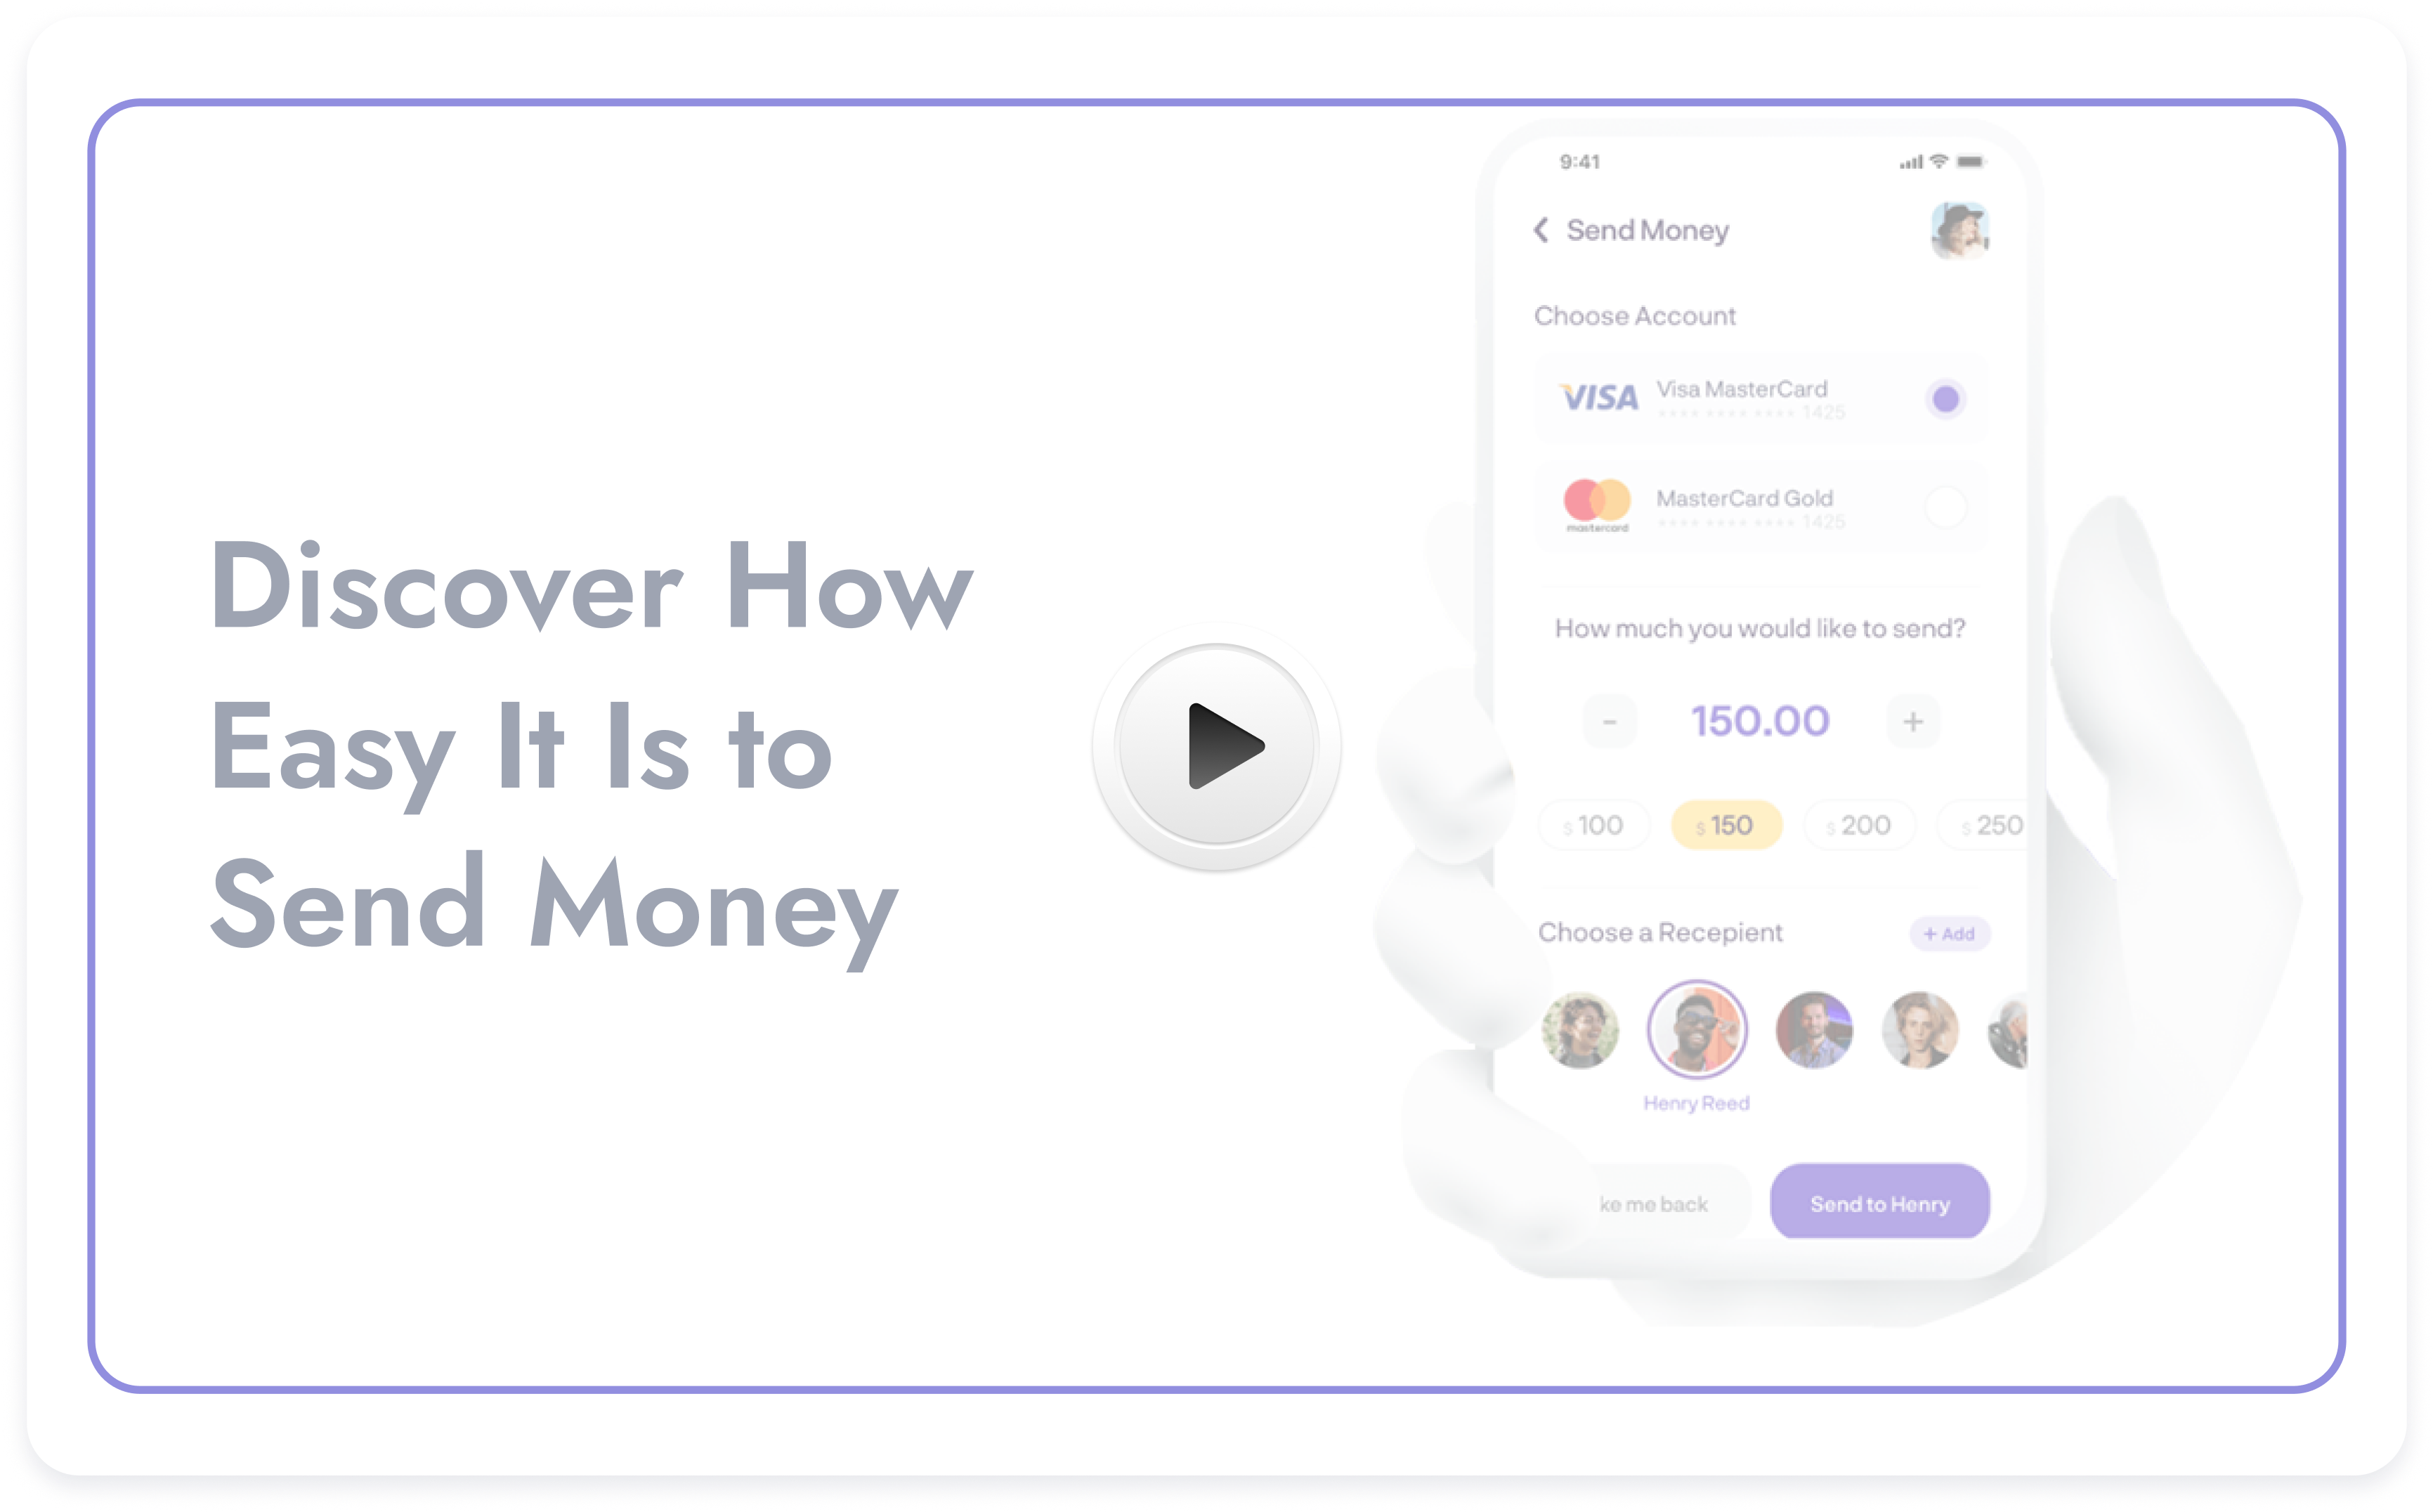 Discover How
Easy It Is to
Send Money
9:41
Send Money
Choose Account
VISA
Visa MasterCard
**** **** **** 1425
mastercard
MasterCard Gold
**** **** **** 1425
How much you would like to send?
- 150.00 +
$ 100 $ 150 $ 200 $ 250
Choose a Recepient + Add
Henry Reed
ke me back Send to Henry